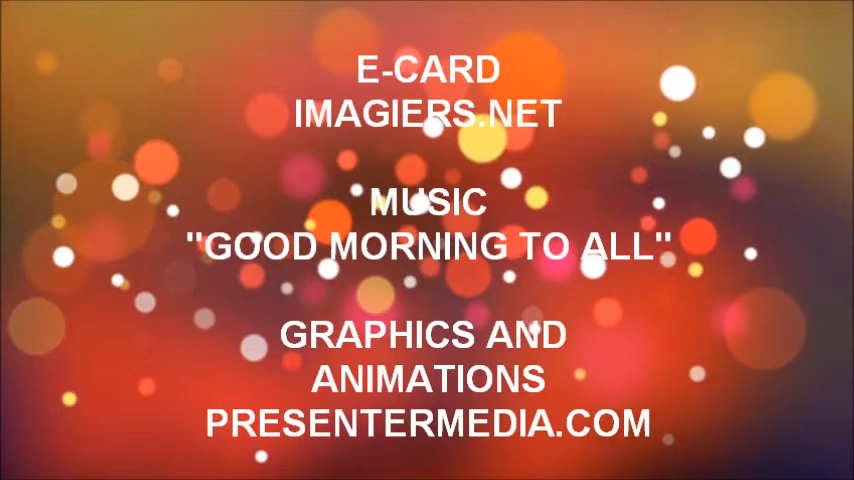 E-CARD
IMAGIERS.NET
MUSIC
"GOOD MORNING TO ALL"
GRAPHICS AND
ANIMATIONS
PRESENTERMEDIA.COM